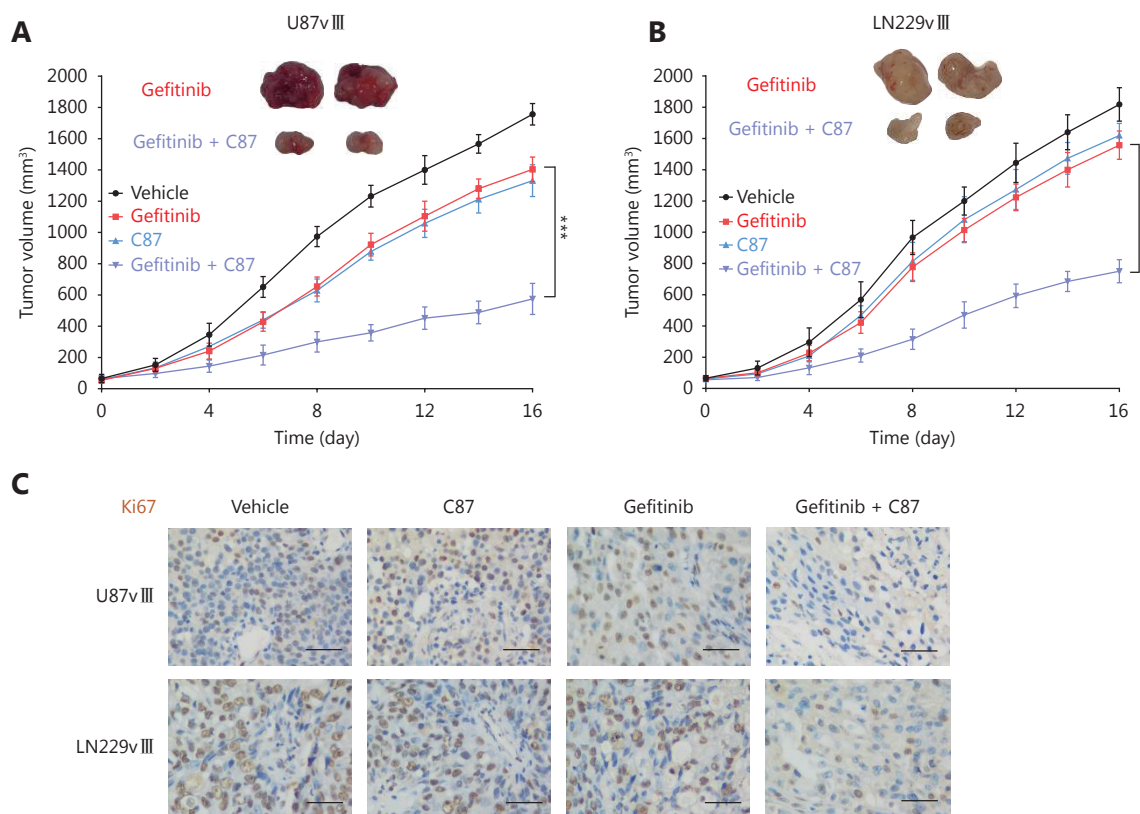 A
U87vⅢ
2000
1800
1600
1400
1200
1000
800
600
400
200
0
Tumor volume (mm³)
Gefitinib
Gefitinib + C87
Vehicle
Gefitinib
C87
Gefitinib + C87
***
0 4 8 12 16
Time (day)
B
LN229vⅢ
2000
1800
1600
1400
1200
1000
800
600
400
200
0
Tumor volume (mm³)
Gefitinib
Gefitinib + C87
Vehicle
Gefitinib
C87
Gefitinib + C87
0 4 8 12 16
Time (day)
C
Ki67 Vehicle C87 Gefitinib Gefitinib + C87
U87vⅢ
LN229vⅢ